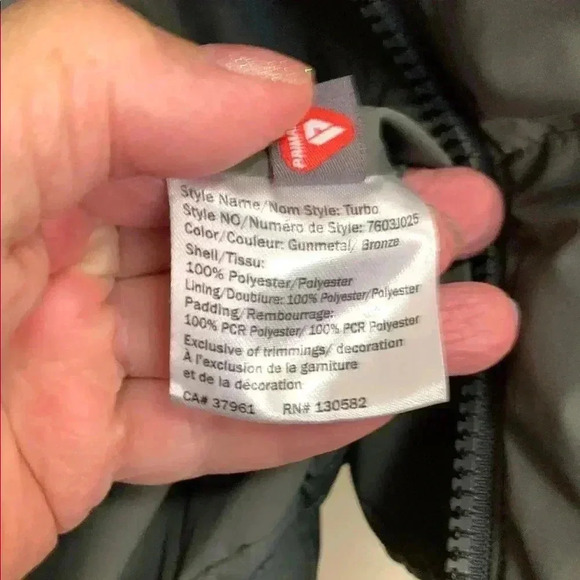 Style Name/Nom Style: Turbo
Style NO/Numéro de Style: 7603J025
Color/Couleur: Gunmetal/ Bronze
Shell/Tissu:
100% Polyester/Polyester
Lining/Doublure: 100% Polyester/Polyester
Padding/Rembourrage:
100% PCR Polyester/ 100% PCR Polyester
Exclusive of trimmings/ decoration
À l'exclusion de la garniture
et de la décoration
CA# 37961 RN# 130582